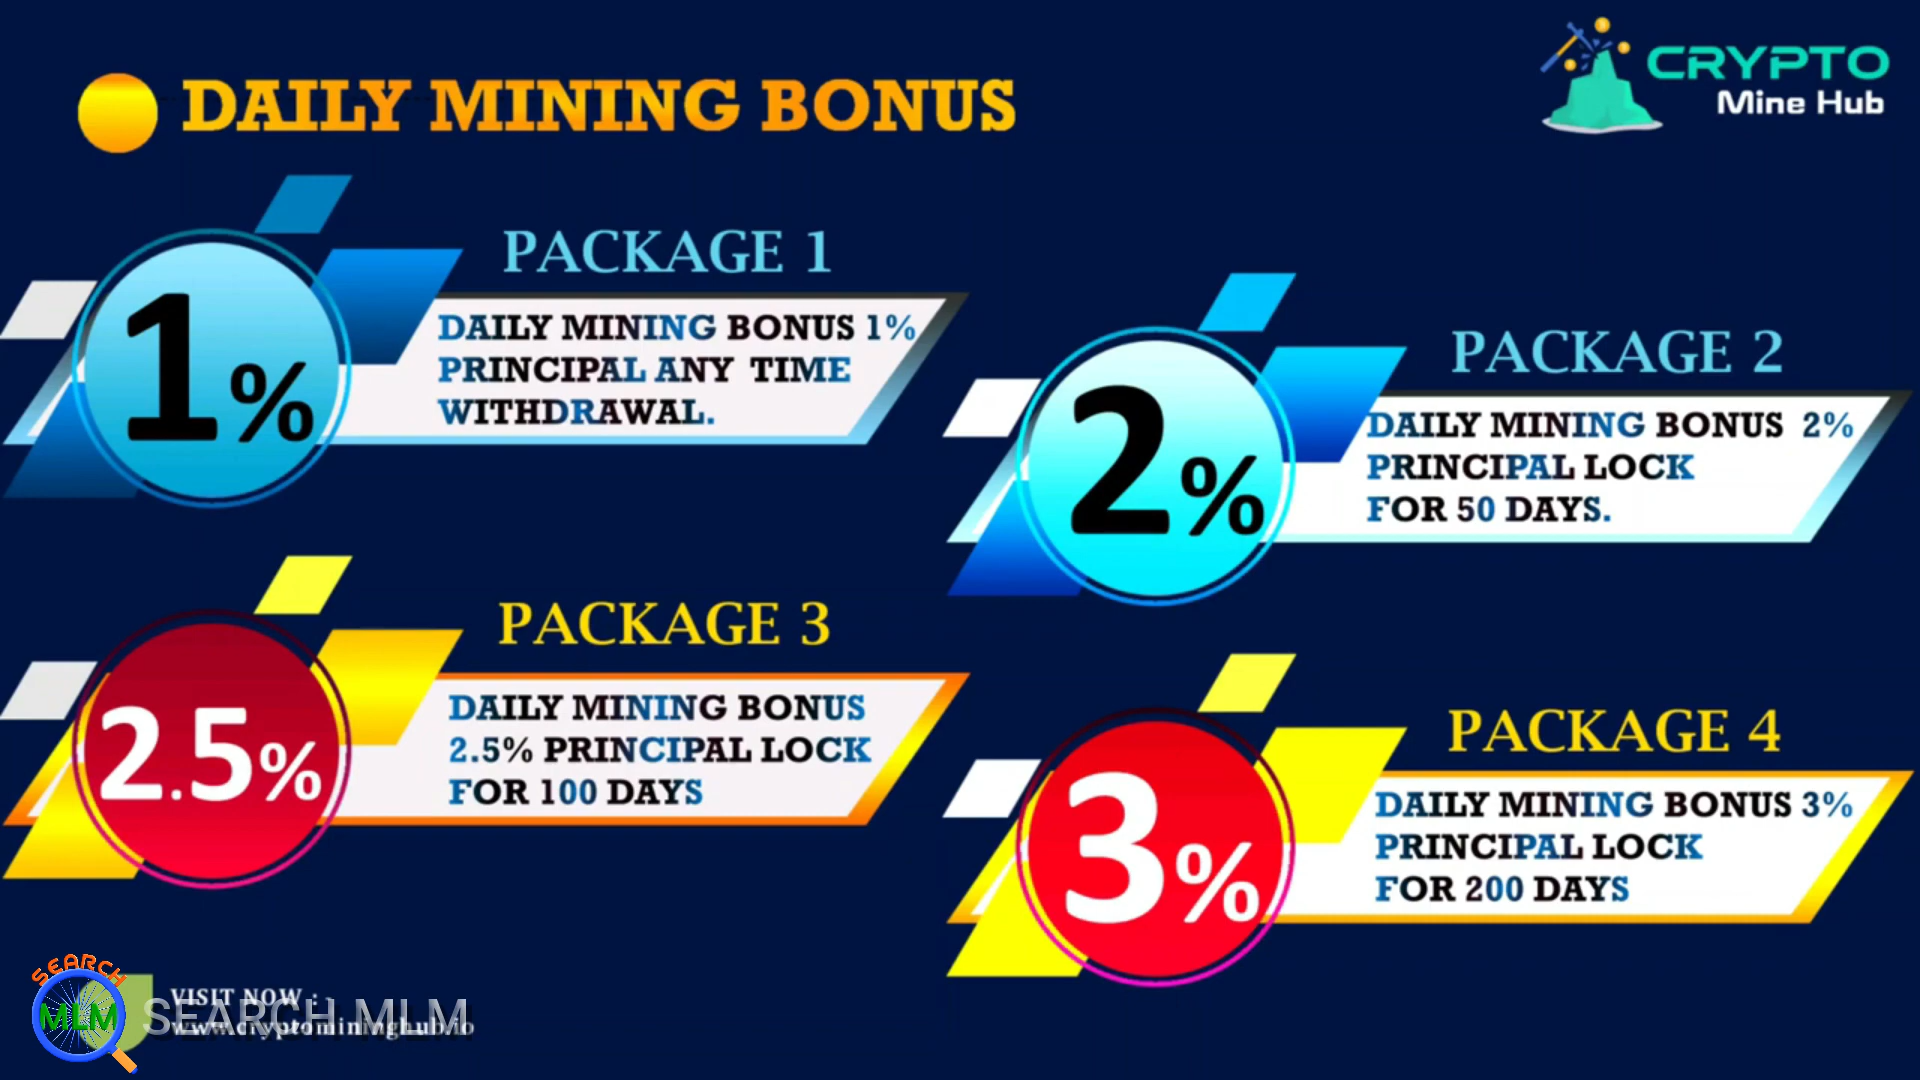 DAILY MINING BONUS
CRYPTO
Mine Hub
PACKAGE 1
1%
DAILY MINING BONUS 1%
PRINCIPAL ANY TIME
WITHDRAWAL.
PACKAGE 2
2%
DAILY MINING BONUS 2%
PRINCIPAL LOCK
FOR 50 DAYS.
PACKAGE 3
2.5%
DAILY MINING BONUS
2.5% PRINCIPAL LOCK
FOR 100 DAYS
PACKAGE 4
3%
DAILY MINING BONUS 3%
PRINCIPAL LOCK
FOR 200 DAYS
SEARCH
MLM
VISIT NOW :
SEARCH MLM
www.cryptomininghub.io